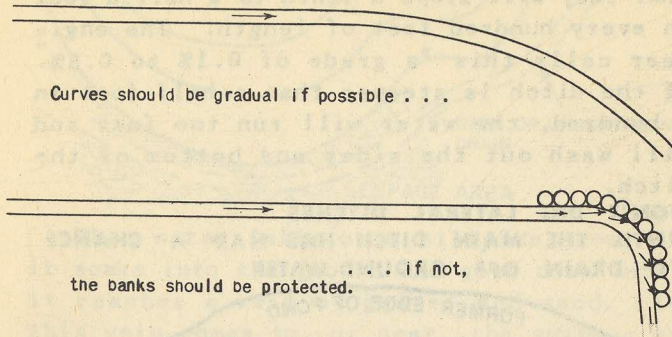 Curves should be gradual if possible . . .
. . . if not,
the banks should be protected.